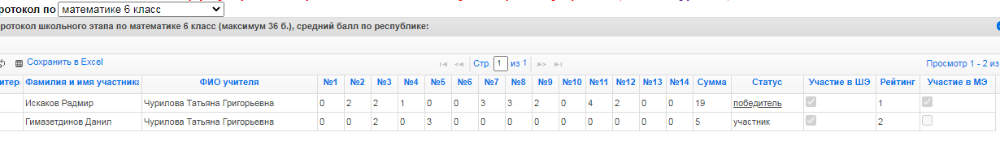 ротокол по математике 6 класс
ротокол школьного этапа по математике 6 класс (максимум 36 б.), средний балл по республике:
Сохранить в Excel Стр. 1 из 1 Просмотр 1 - 2 из
итера Фамилия и имя участника ФИО учителя №1 №2 №3 №4 №5 №6 №7 №8 №9 №10 №11 №12 №13 №14 Сумма Статус Участие в ШЭ Рейтинг Участие в МЭ
Искаков Радмир Чурилова Татьяна Григорьевна 0 2 2 1 0 0 3 3 2 0 4 2 0 0 19 победитель 1
Гимазетдинов Данил Чурилова Татьяна Григорьевна 0 0 2 0 3 0 0 0 0 0 0 0 0 0 5 участник 2